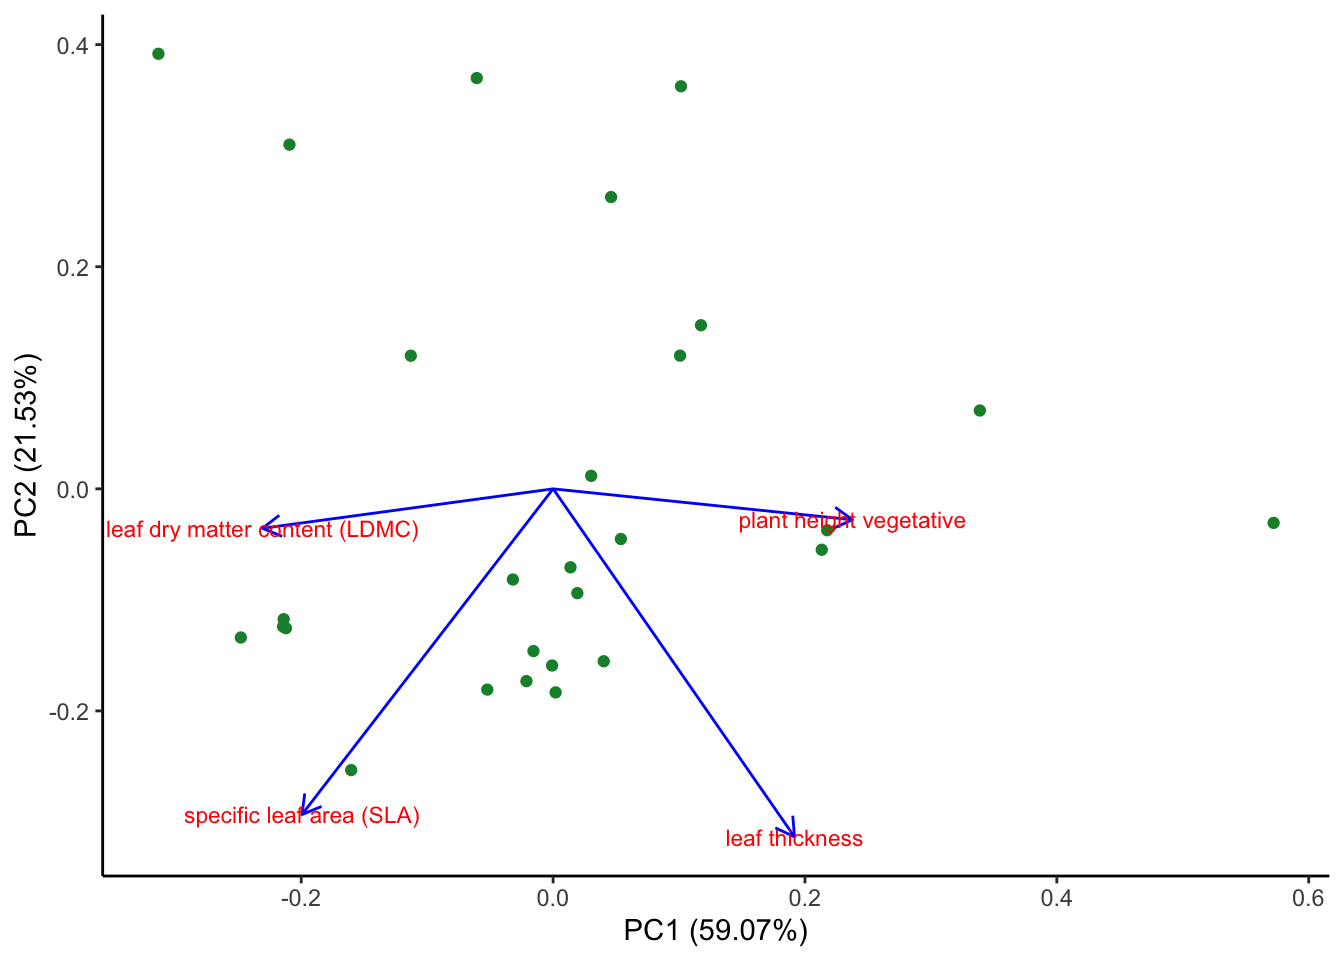 0.4
0.2
0.0
-0.2
PC2 (21.53%)
leaf dry matter content (LDMC)
plant height vegetative
specific leaf area (SLA)
leaf thickness
-0.2
0.0
0.2
0.4
0.6
PC1 (59.07%)